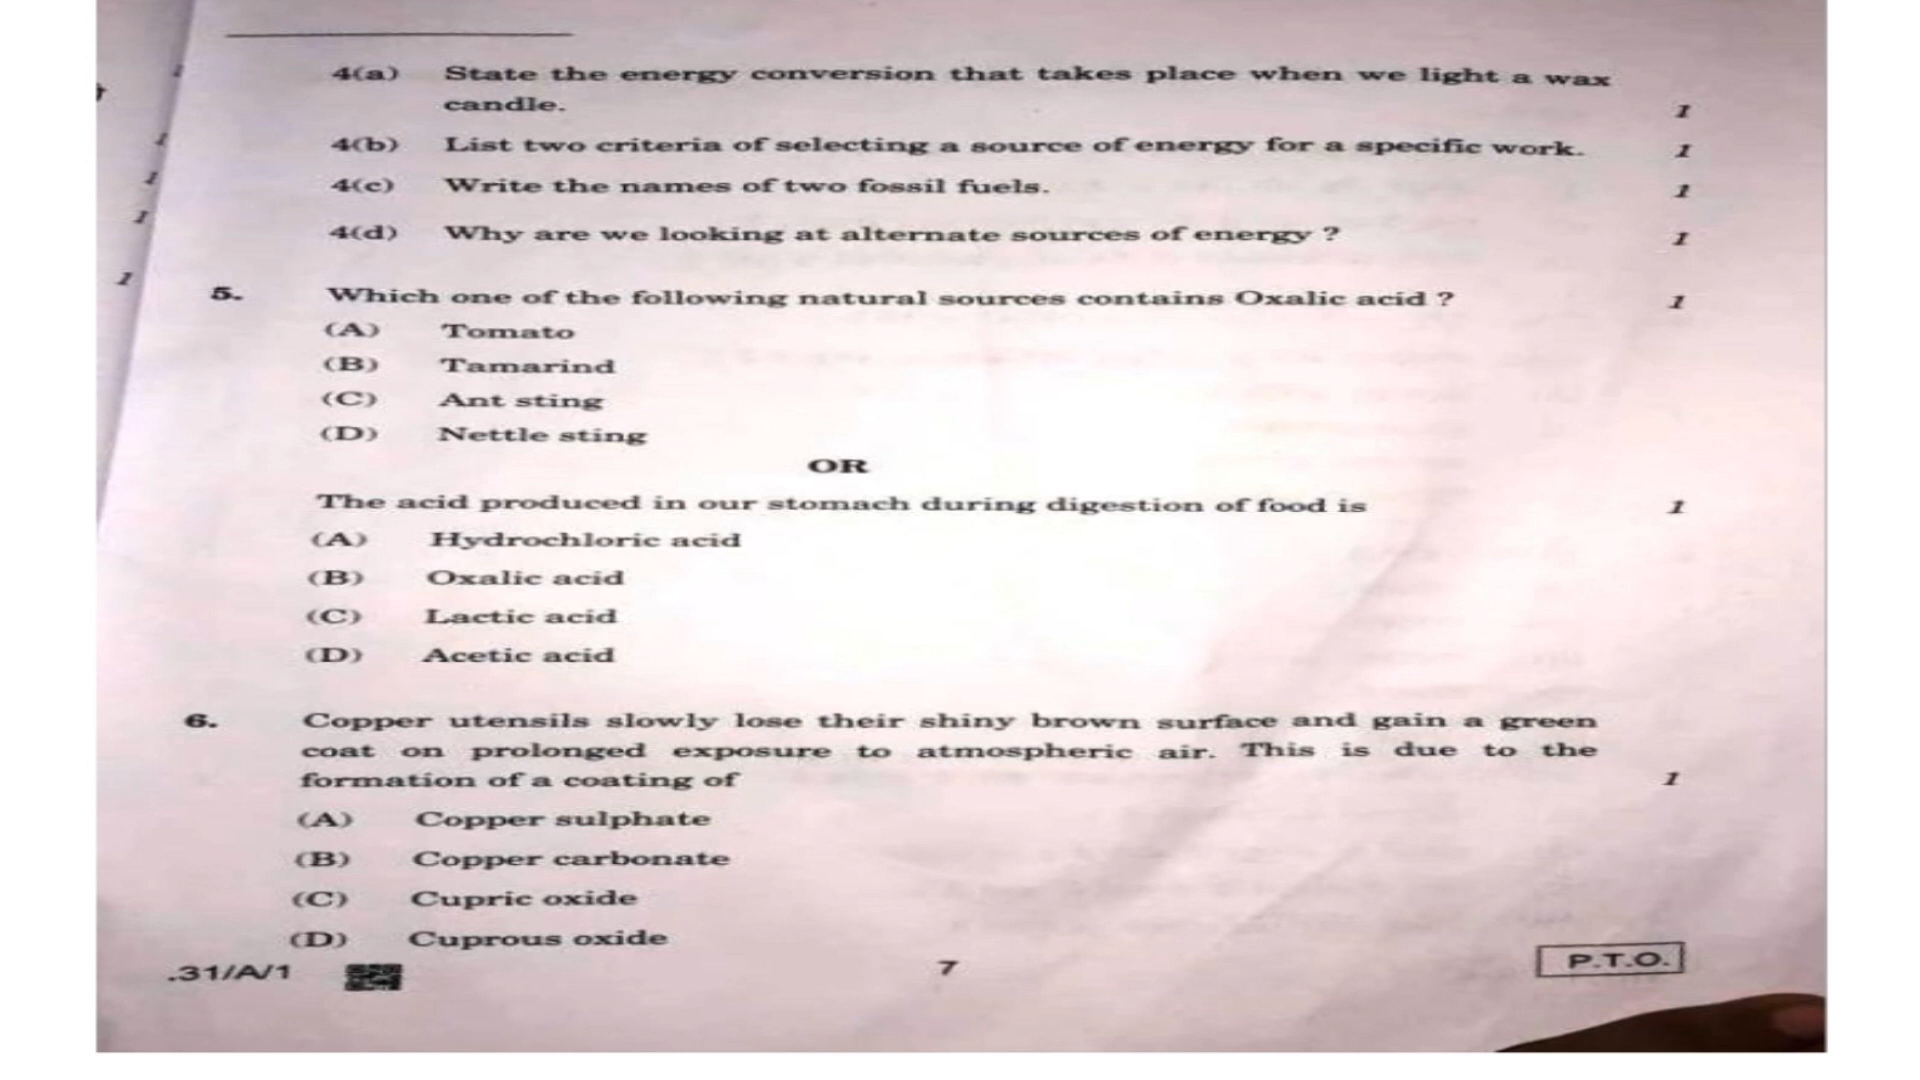 4(a) State the energy conversion that takes place when we light a wax
candle. 1
4(b) List two criteria of selecting a source of energy for a specific work. 1
4(c) Write the names of two fossil fuels. 1
4(d) Why are we looking at alternate sources of energy ? 1
5. Which one of the following natural sources contains Oxalic acid ? 1
(A) Tomato
(B) Tamarind
(C) Ant sting
(D) Nettle sting
OR
The acid produced in our stomach during digestion of food is 1
(A) Hydrochloric acid
(B) Oxalic acid
(C) Lactic acid
(D) Acetic acid
6. Copper utensils slowly lose their shiny brown surface and gain a green
coat on prolonged exposure to atmospheric air. This is due to the
formation of a coating of 1
(A) Copper sulphate
(B) Copper carbonate
(C) Cupric oxide
(D) Cuprous oxide
.31/A/1 7 P.T.O.